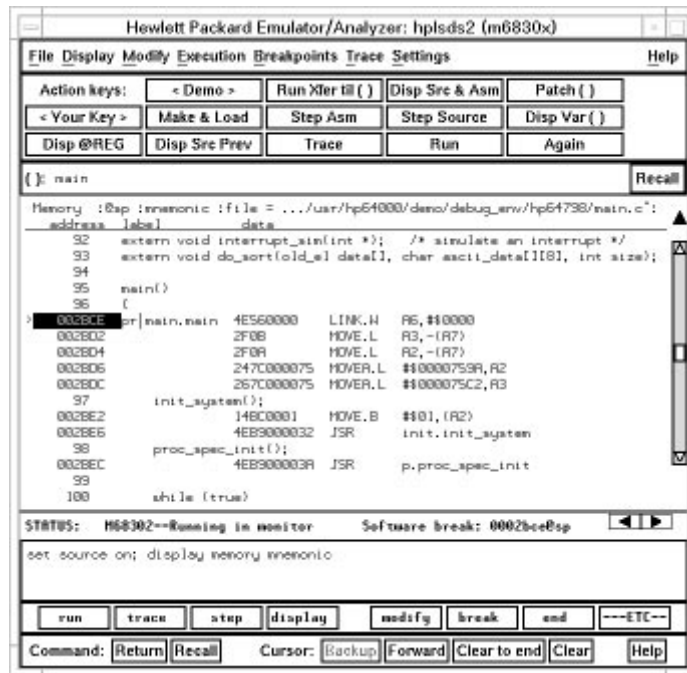 Hewlett Packard Emulator/Analyzer: hplsds2 (m6830x)
File Display Modify Execution Breakpoints Trace Settings Help
Action keys: < Demo > Run Xfer til ( ) Disp Src & Asm Patch ( )
< Your Key > Make & Load Step Asm Step Source Disp Var ( )
Disp @REG Disp Src Prev Trace Run Again
( ): main Recall
Memory :@sp :mnemonic :file = .../usr/hp64000/demo/debug_env/hp64798/main.c":
address label data
92 extern void interrupt_sim(int *); /* simulate an interrupt */
93 extern void do_sort(old_el data[], char ascii_data[][8], int size);
94
95 main()
96 {
> 002BCE pr|main.main 4E560000 LINK.W A6,#$0000
002BD2 2F0B MOVE.L A3,-(A7)
002BD4 2F0A MOVE.L A2,-(A7)
002BD6 247C000075 MOVEA.L #$0000759A,A2
002BDC 267C000075 MOVEA.L #$000075C2,A3
97 init_system();
002BE2 14BC0001 MOVE.B #$01,(A2)
002BE6 4EB9000032 JSR init.init_system
98 proc_spec_init();
002BEC 4EB900003A JSR p.proc_spec_init
99
100 while (true)
STATUS: M68302--Running in monitor Software break: 0002bce@sp
set source on; display memory mnemonic
run trace step display modify break end ---ETC--
Command: Return Recall Cursor: Backup Forward Clear to end Clear Help